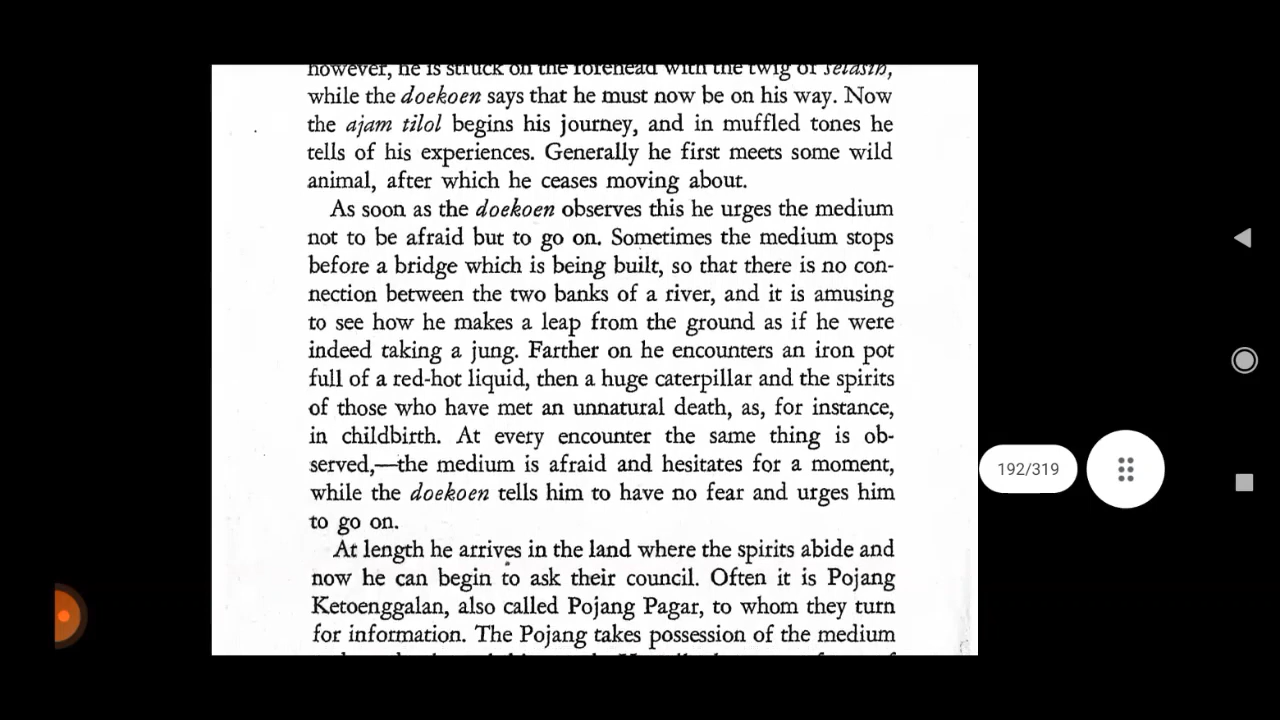 however, he is struck on the forehead with the twig of selasih,
while the doekoen says that he must now be on his way. Now
the ajam tilol begins his journey, and in muffled tones he
tells of his experiences. Generally he first meets some wild
animal, after which he ceases moving about.
As soon as the doekoen observes this he urges the medium
not to be afraid but to go on. Sometimes the medium stops
before a bridge which is being built, so that there is no con-
nection between the two banks of a river, and it is amusing
to see how he makes a leap from the ground as if he were
indeed taking a jung. Farther on he encounters an iron pot
full of a red-hot liquid, then a huge caterpillar and the spirits
of those who have met an unnatural death, as, for instance,
in childbirth. At every encounter the same thing is ob-
served,—the medium is afraid and hesitates for a moment,
while the doekoen tells him to have no fear and urges him
to go on.
At length he arrives in the land where the spirits abide and
now he can begin to ask their council. Often it is Pojang
Ketoenggalan, also called Pojang Pagar, to whom they turn
for information. The Pojang takes possession of the medium
192/319